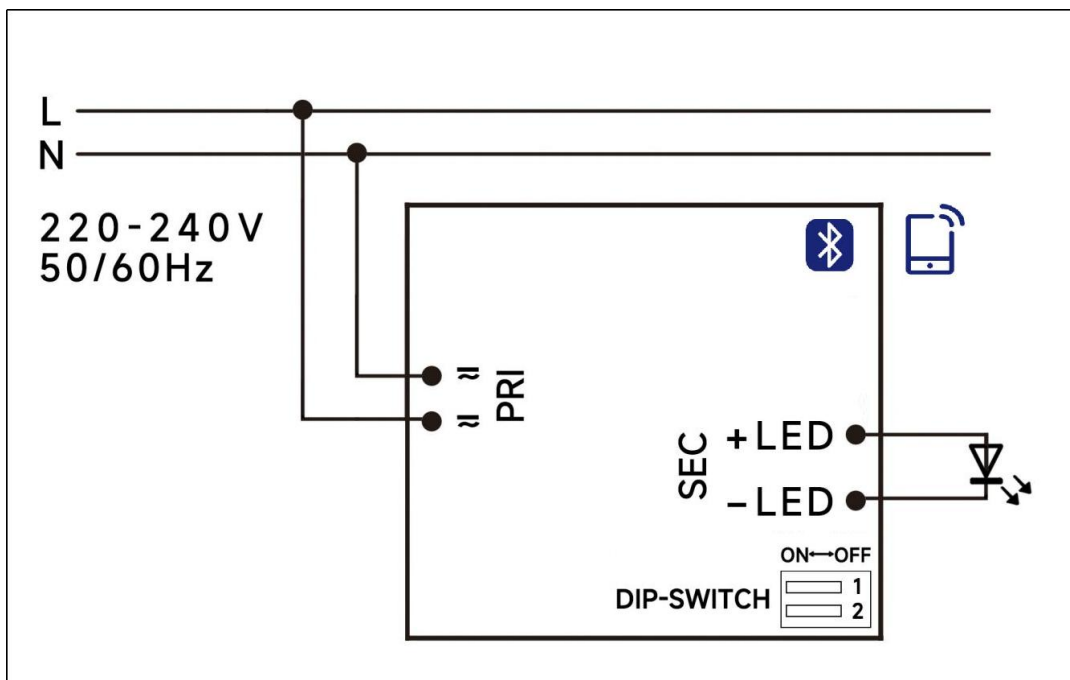 L
N
220-240V
50/60Hz
PRI
SEC
+LED
−LED
ON↔OFF
DIP-SWITCH
1
2